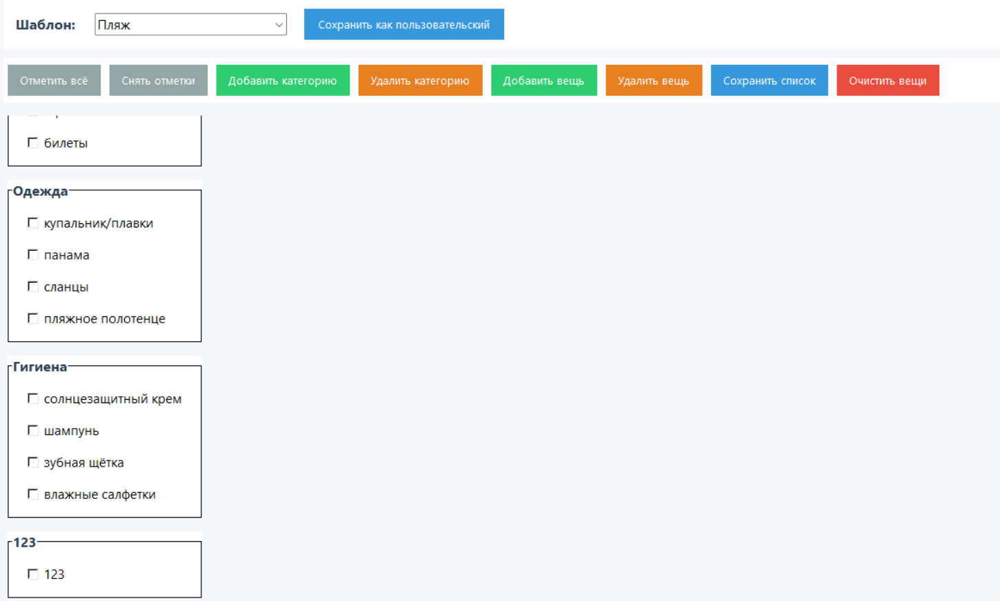 Шаблон: Пляж Сохранить как пользовательский
Отметить всё Снять отметки Добавить категорию Удалить категорию Добавить вещь Удалить вещь Сохранить список Очистить вещи
билеты
Одежда
купальник/плавки
панама
сланцы
пляжное полотенце
Гигиена
солнцезащитный крем
шампунь
зубная щётка
влажные салфетки
123
123